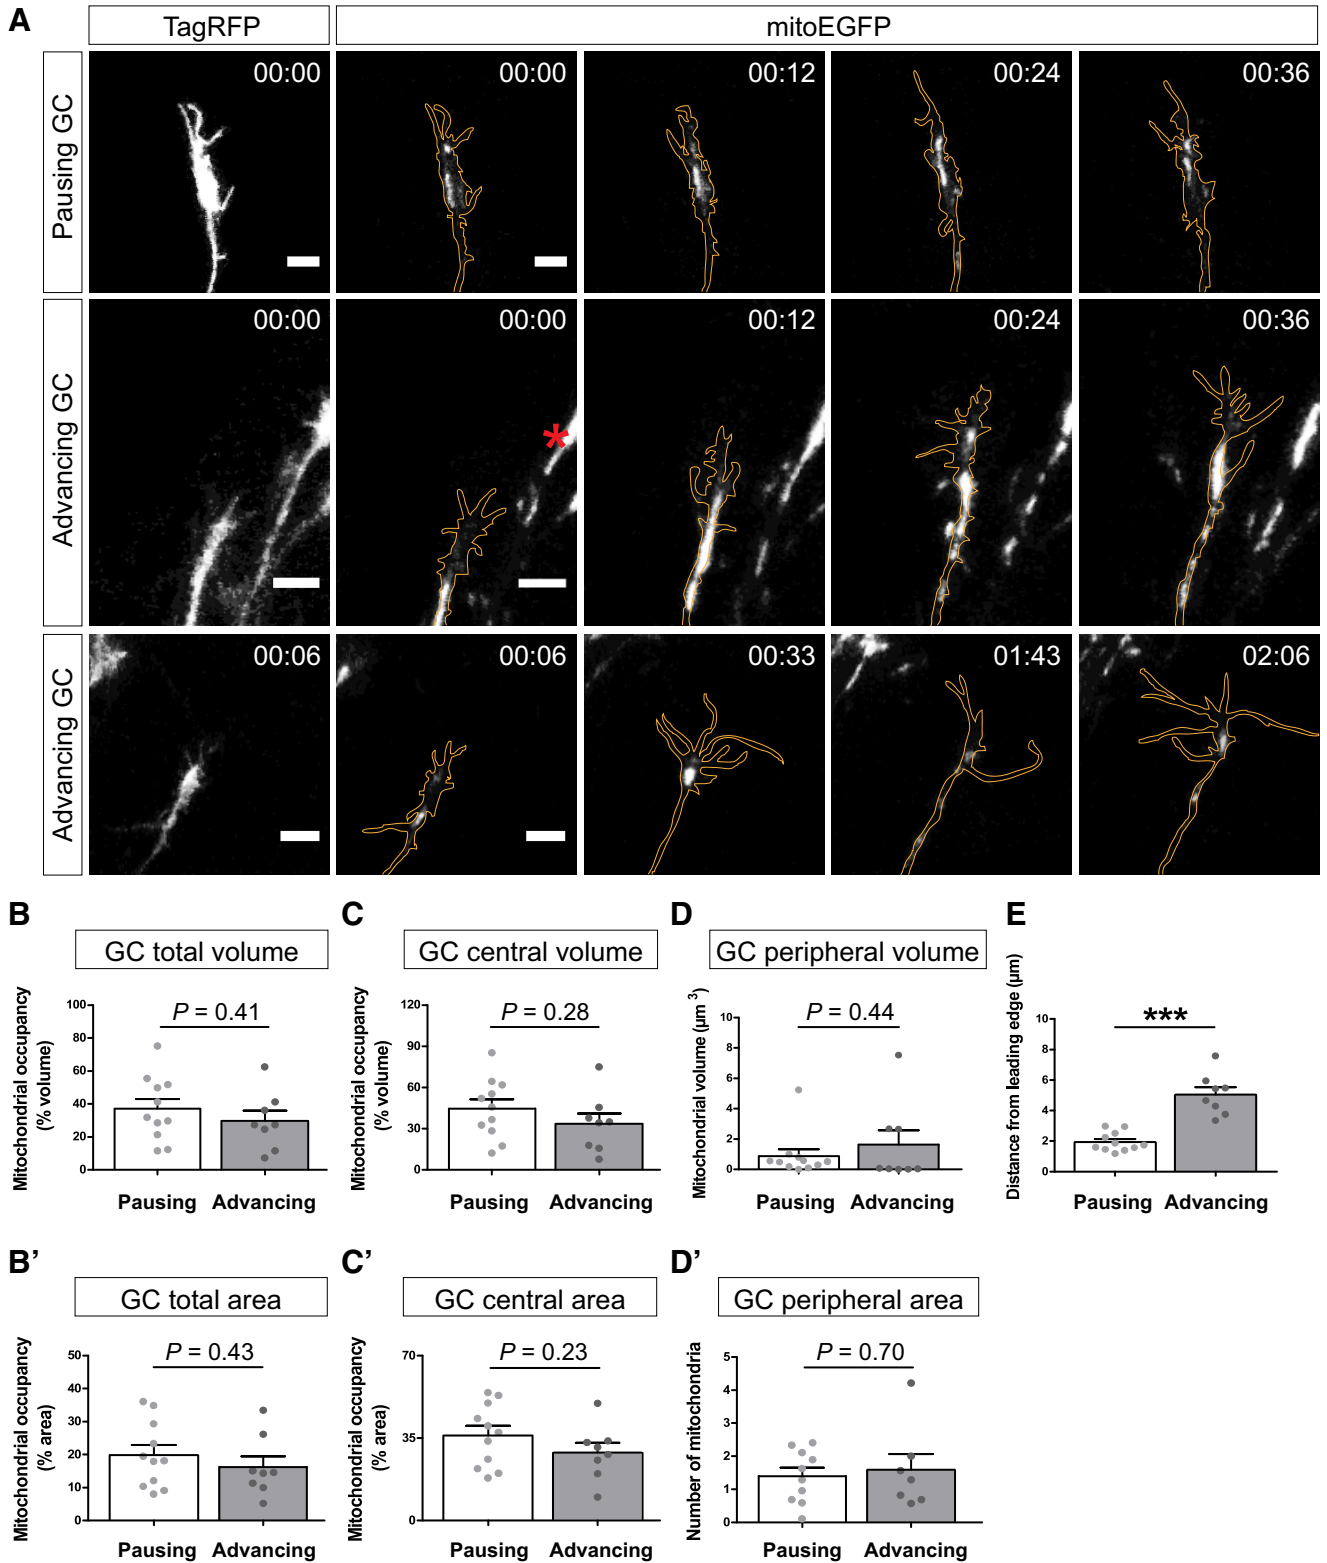 A
TagRFP
mitoEGFP
Pausing GC
00:00
00:00
00:12
00:24
00:36
Advancing GC
00:00
00:00
*
00:12
00:24
00:36
Advancing GC
00:06
00:06
00:33
01:43
02:06
B
GC total volume
Mitochondrial occupancy
(% volume)
100
80
60
40
20
0
P = 0.41
Pausing
Advancing
C
GC central volume
Mitochondrial occupancy
(% volume)
120
90
60
30
0
P = 0.28
Pausing
Advancing
D
GC peripheral volume
Mitochondrial volume (µm 3)
10
8
6
4
2
0
P = 0.44
Pausing
Advancing
E
Distance from leading edge (µm)
10
8
6
4
2
0
***
Pausing
Advancing
B'
GC total area
Mitochondrial occupancy
(% area)
50
40
30
20
10
0
P = 0.43
Pausing
Advancing
C'
GC central area
Mitochondrial occupancy
(% area)
70
35
0
P = 0.23
Pausing
Advancing
D'
GC peripheral area
Number of mitochondria
5
4
3
2
1
0
P = 0.70
Pausing
Advancing